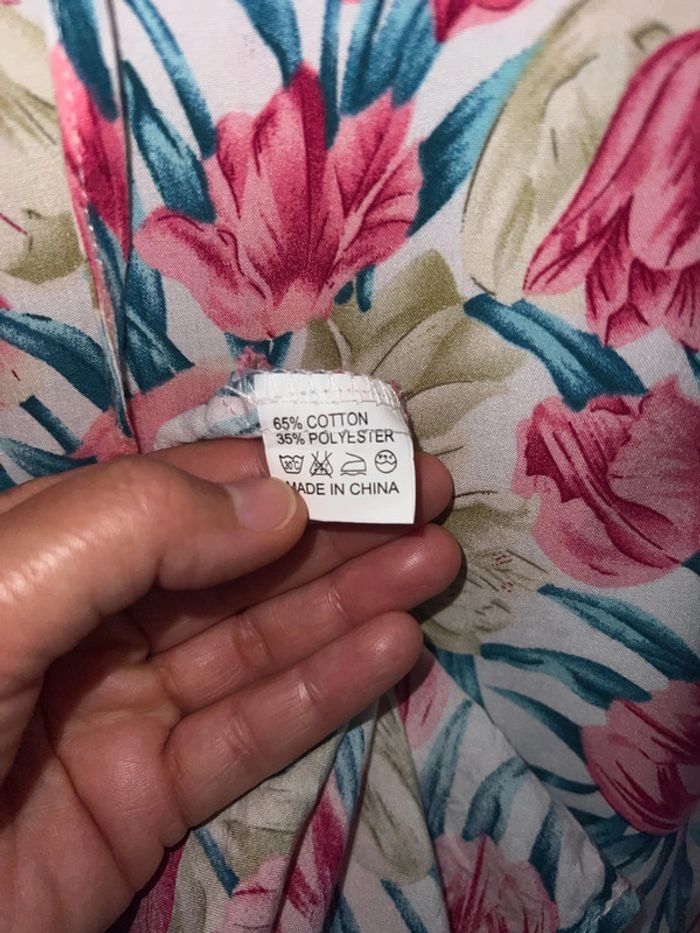 65% COTTON
35% POLYESTER
30°C
MADE IN CHINA